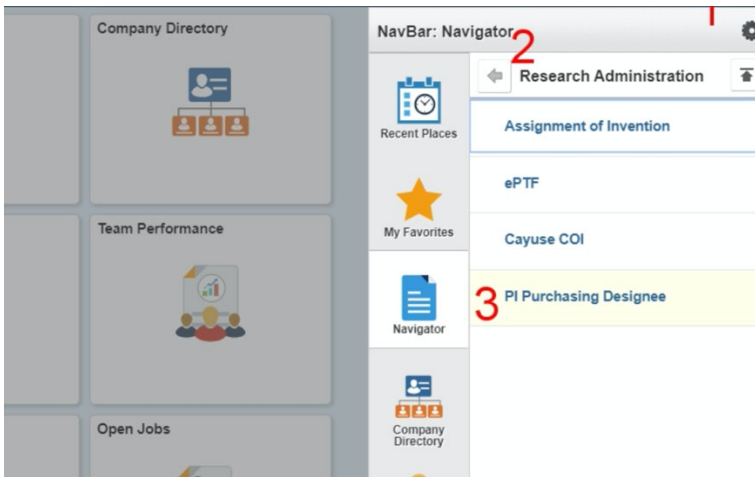 Company Directory
Team Performance
Open Jobs
NavBar: Navigator
1
2
Recent Places
My Favorites
Navigator
Company
Directory
Research Administration
Assignment of Invention
ePTF
Cayuse COI
3
PI Purchasing Designee